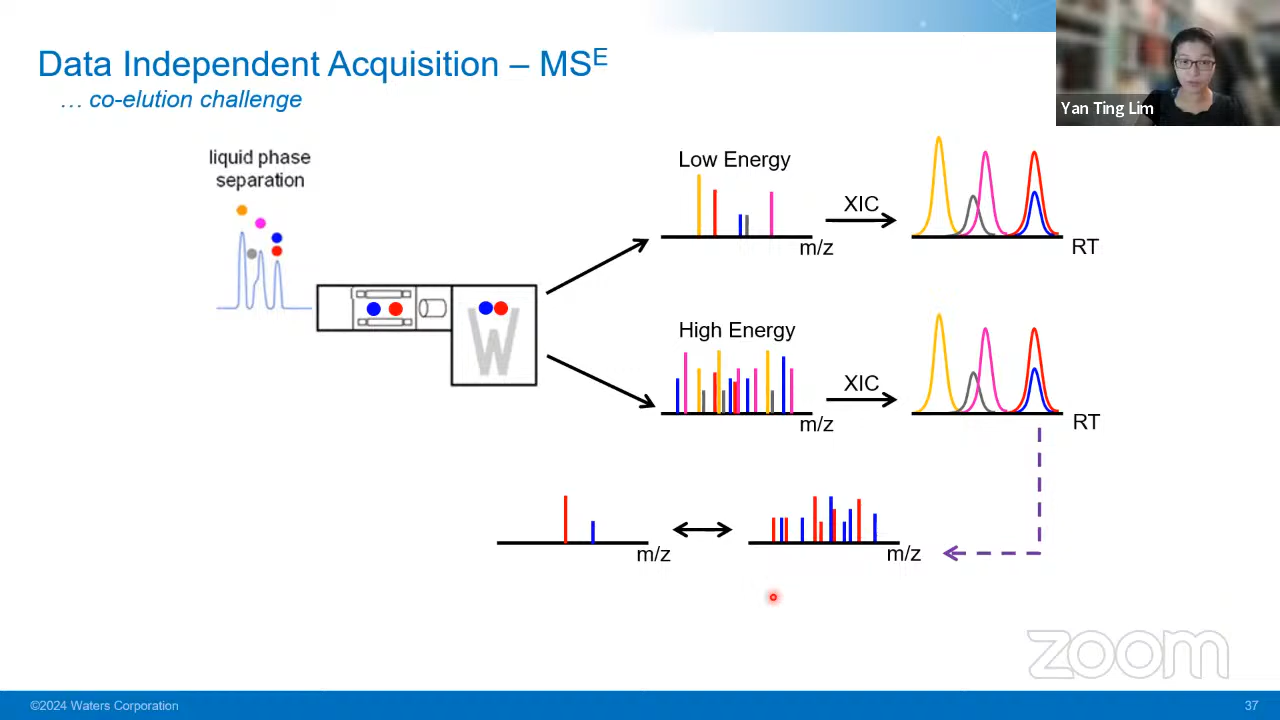 Data Independent Acquisition – MSE
… co-elution challenge
Yan Ting Lim
liquid phase
separation
Low Energy
XIC
m/z
RT
W
High Energy
XIC
m/z
RT
m/z
m/z
zoom
©2024 Waters Corporation
37